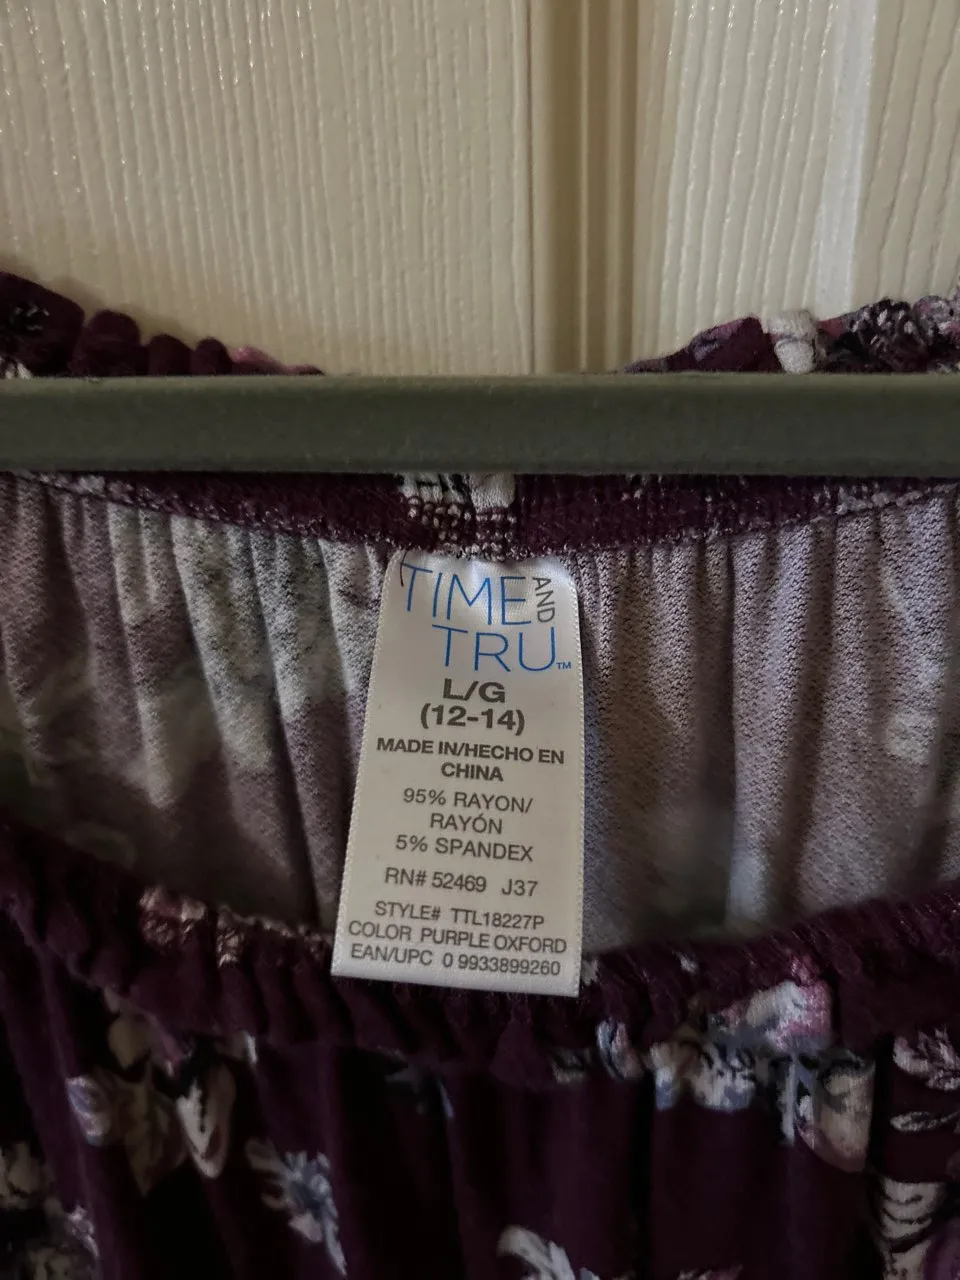 TIME AND
TRU™
L/G
(12-14)
MADE IN/HECHO EN
CHINA
95% RAYON/
RAYÓN
5% SPANDEX
RN# 52469 J37
STYLE# TTL18227P
COLOR PURPLE OXFORD
EAN/UPC 0 9933899260